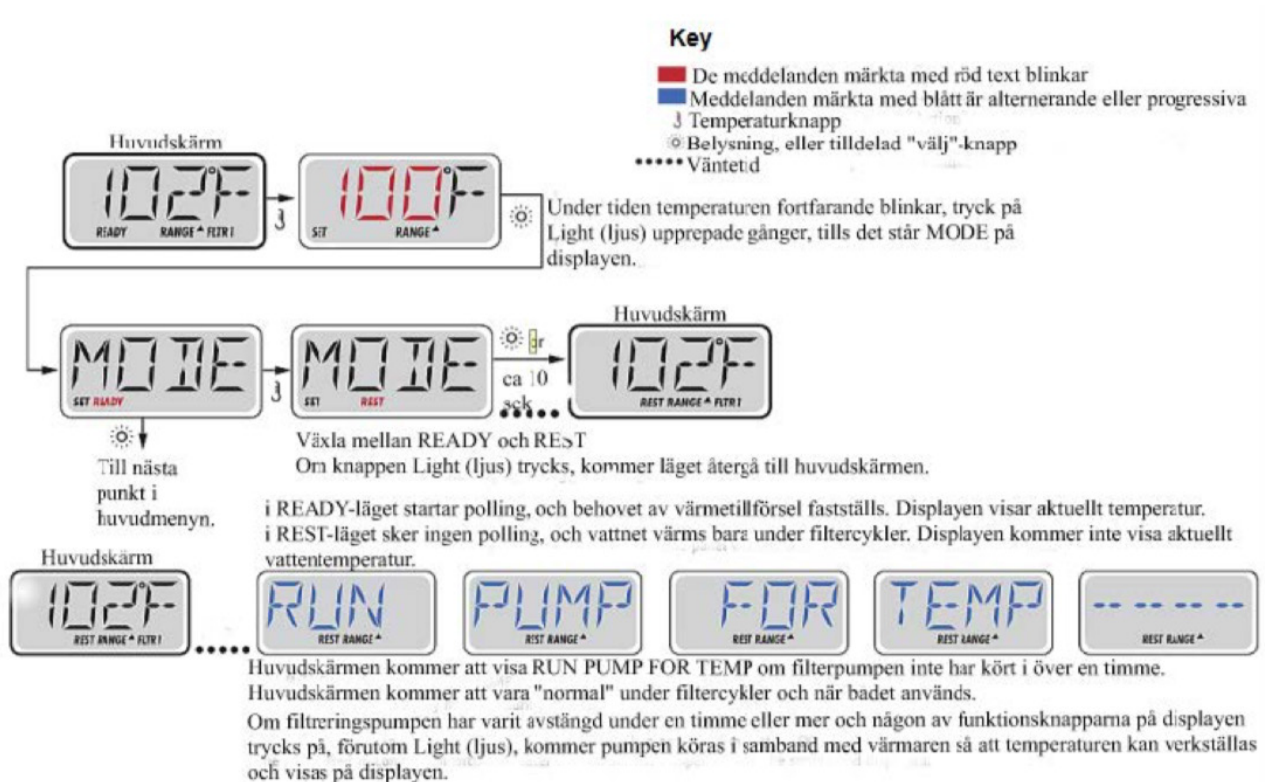 Key
De meddelanden märkta med röd text blinkar
Meddelanden märkta med blått är alternerande eller progressiva
Temperaturknapp
Belysning, eller tilldelad "välj"-knapp
Väntetid
Huvudskärm
102°F
READY RANGE FLTR1
100°F
SET RANGE
Under tiden temperaturen fortfarande blinkar, tryck på
Light (ljus) upprepade gånger, tills det står MODE på
displayen.
Huvudskärm
MODE
SET READY
MODE
SET REST
ca 10
sek
102°F
REST RANGE FLTR1
Växla mellan READY och REST
Om knappen Light (ljus) trycks, kommer läget återgå till huvudskärmen.
Till nästa
punkt i
huvudmenyn.
i READY-läget startar polling, och behovet av värmetillförsel fastställs. Displayen visar aktuellt temperatur.
i REST-läget sker ingen polling, och vattnet värms bara under filtercykler. Displayen kommer inte visa aktuellt
vattentemperatur.
Huvudskärm
102°F
REST RANGE FLTR1
RUN
REST RANGE
PUMP
REST RANGE
FOR
REST RANGE
TEMP
REST RANGE
- - - -
REST RANGE
Huvudskärmen kommer att visa RUN PUMP FOR TEMP om filterpumpen inte har kört i över en timme.
Huvudskärmen kommer att vara "normal" under filtercykler och när badet används.
Om filtreringspumpen har varit avstängd under en timme eller mer och någon av funktionsknapparna på displayen
trycks på, förutom Light (ljus), kommer pumpen köras i samband med värmaren så att temperaturen kan verkställas
och visas på displayen.